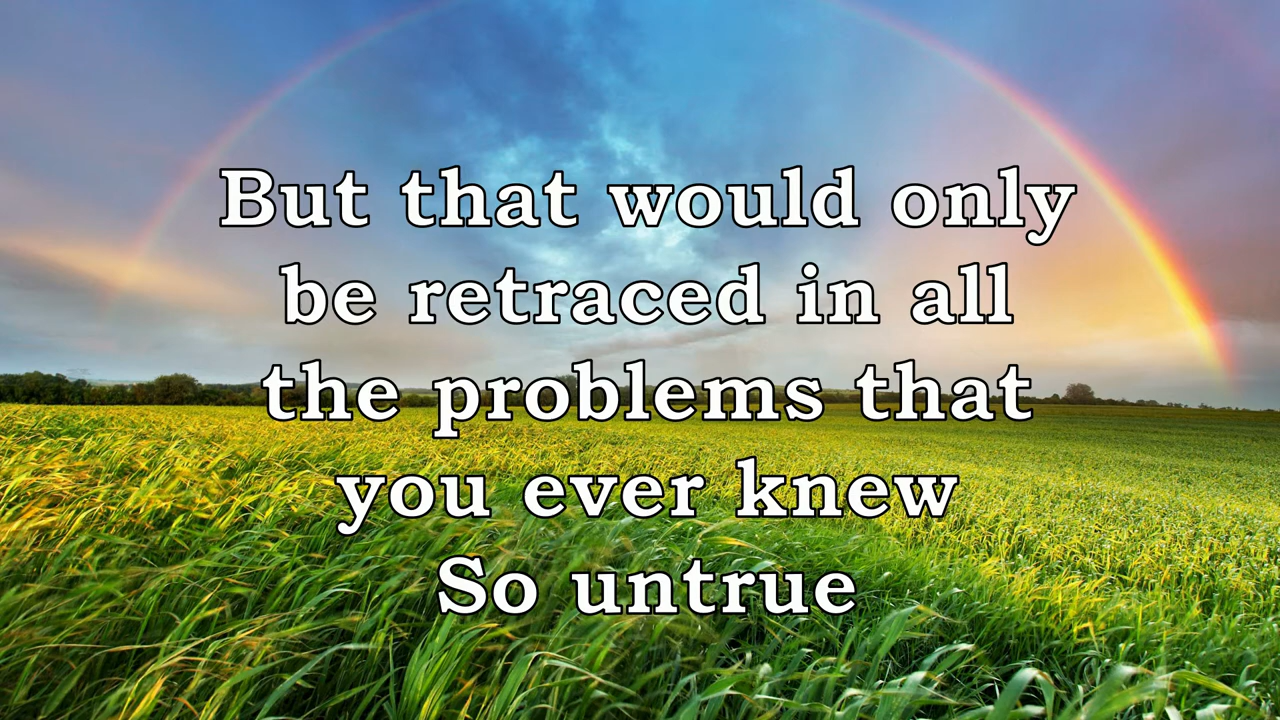 But that would only
be retraced in all
the problems that
you ever knew
So untrue